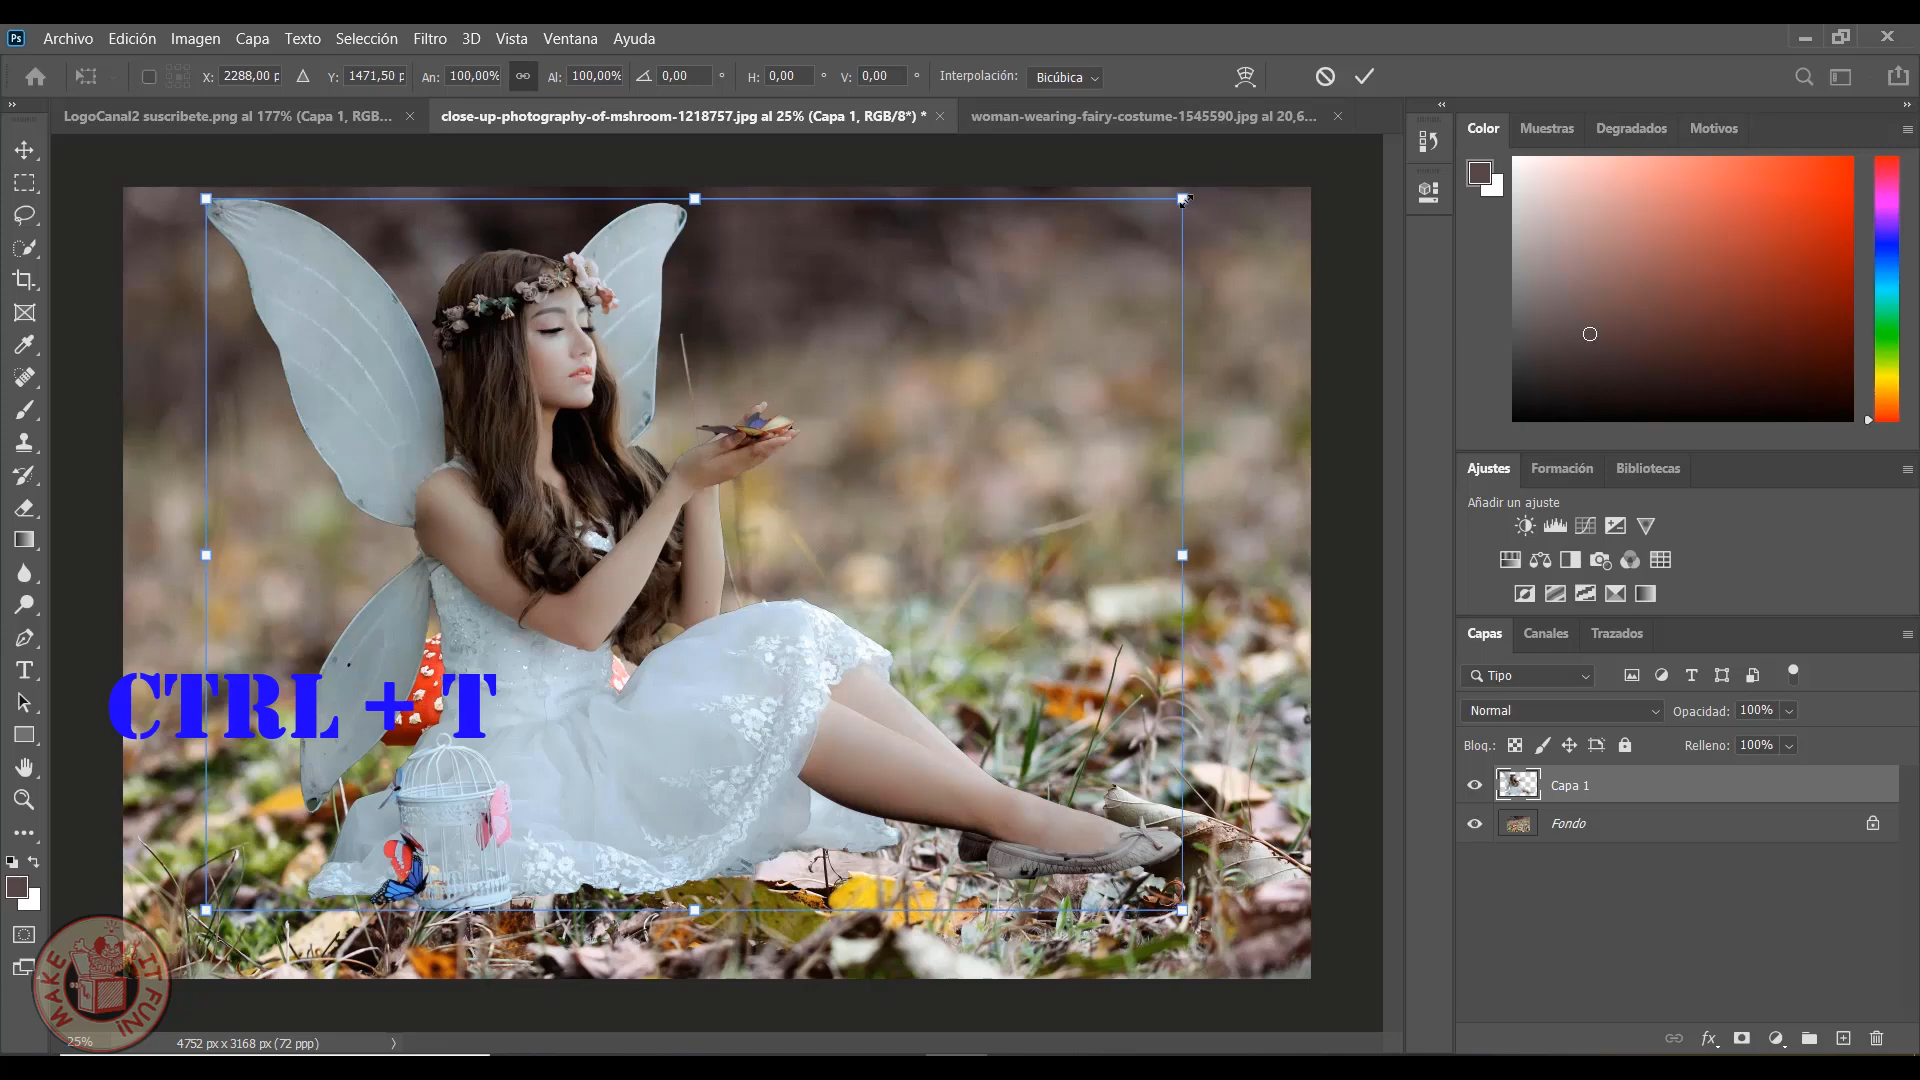 Ps Archivo Edición Imagen Capa Texto Selección Filtro 3D Vista Ventana Ayuda
X: 2288,00 p Y: 1471,50 p An: 100,00% Al: 100,00% 0,00 ° H: 0,00 ° V: 0,00 ° Interpolación: Bicúbica
LogoCanal2 suscribete.png al 177% (Capa 1, RGB... × close-up-photography-of-mshroom-1218757.jpg al 25% (Capa 1, RGB/8*) * × woman-wearing-fairy-costume-1545590.jpg al 20,6... ×
Color Muestras Degradados Motivos
Ajustes Formación Bibliotecas
Añadir un ajuste
Capas Canales Trazados
Tipo
Normal Opacidad: 100%
Bloq.: Relleno: 100%
Capa 1
Fondo
fx
CTRL + T
MAKE IT FUN!
25% 4752 px x 3168 px (72 ppp)